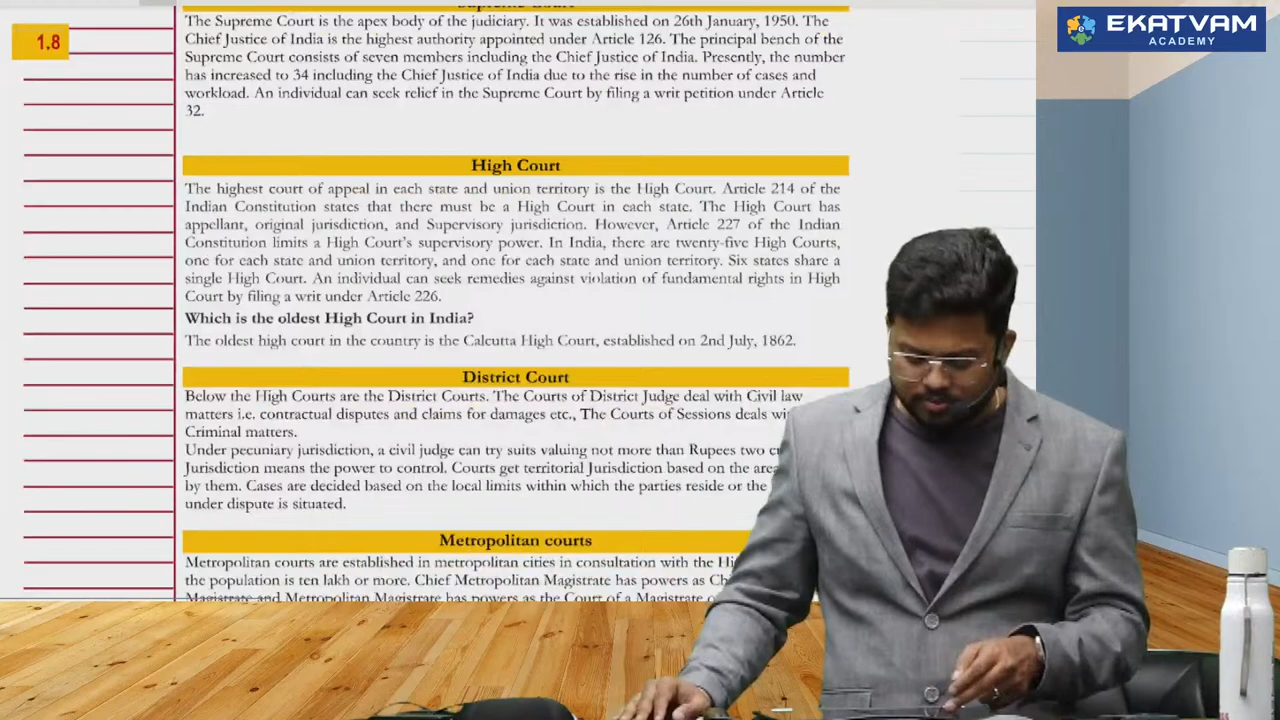 Supreme Court
The Supreme Court is the apex body of the judiciary. It was established on 26th January, 1950. The
Chief Justice of India is the highest authority appointed under Article 126. The principal bench of the
Supreme Court consists of seven members including the Chief Justice of India. Presently, the number
has increased to 34 including the Chief Justice of India due to the rise in the number of cases and
workload. An individual can seek relief in the Supreme Court by filing a writ petition under Article
32.
1.8
EKATVAM
ACADEMY
High Court
The highest court of appeal in each state and union territory is the High Court. Article 214 of the
Indian Constitution states that there must be a High Court in each state. The High Court has
appellant, original jurisdiction, and Supervisory jurisdiction. However, Article 227 of the Indian
Constitution limits a High Court's supervisory power. In India, there are twenty-five High Courts,
one for each state and union territory, and one for each state and union territory. Six states share a
single High Court. An individual can seek remedies against violation of fundamental rights in High
Court by filing a writ under Article 226.
Which is the oldest High Court in India?
The oldest high court in the country is the Calcutta High Court, established on 2nd July, 1862.
District Court
Below the High Courts are the District Courts. The Courts of District Judge deal with Civil law
matters i.e. contractual disputes and claims for damages etc., The Courts of Sessions deals
Criminal matters.
Under pecuniary jurisdiction, a civil judge can try suits valuing not more than Rupees two
Jurisdiction means the power to control. Courts get territorial Jurisdiction based on the
by them. Cases are decided based on the local limits within which the parties reside or the
under dispute is situated.
Metropolitan courts
Metropolitan courts are established in metropolitan cities in consultation with the
the population is ten lakh or more. Chief Metropolitan Magistrate has powers as
Magistrate and Metropolitan Magistrate has powers as the Court of a Magistrate